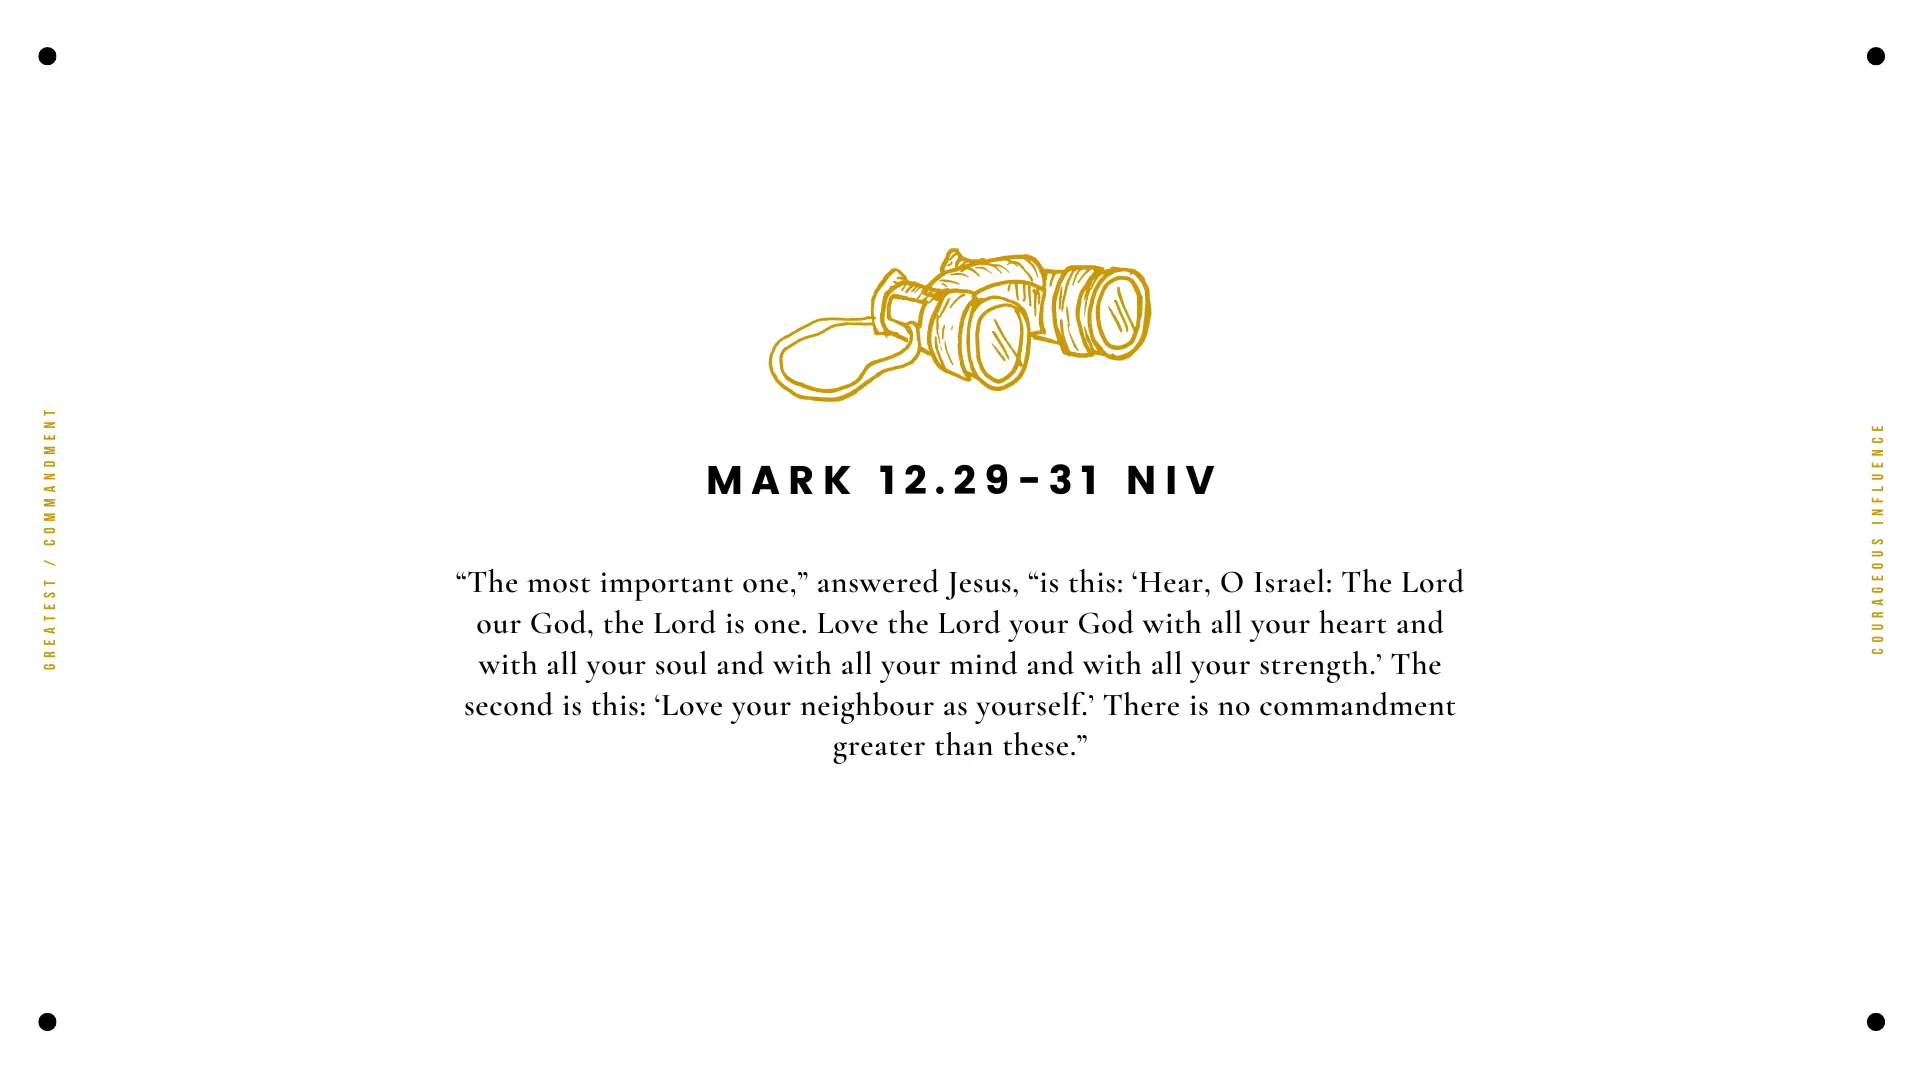 GREATEST / COMMANDMENT
MARK 12.29-31 NIV
“The most important one,” answered Jesus, “is this: ‘Hear, O Israel: The Lord
our God, the Lord is one. Love the Lord your God with all your heart and
with all your soul and with all your mind and with all your strength.’ The
second is this: ‘Love your neighbour as yourself.’ There is no commandment
greater than these.”
COURAGEOUS INFLUENCE